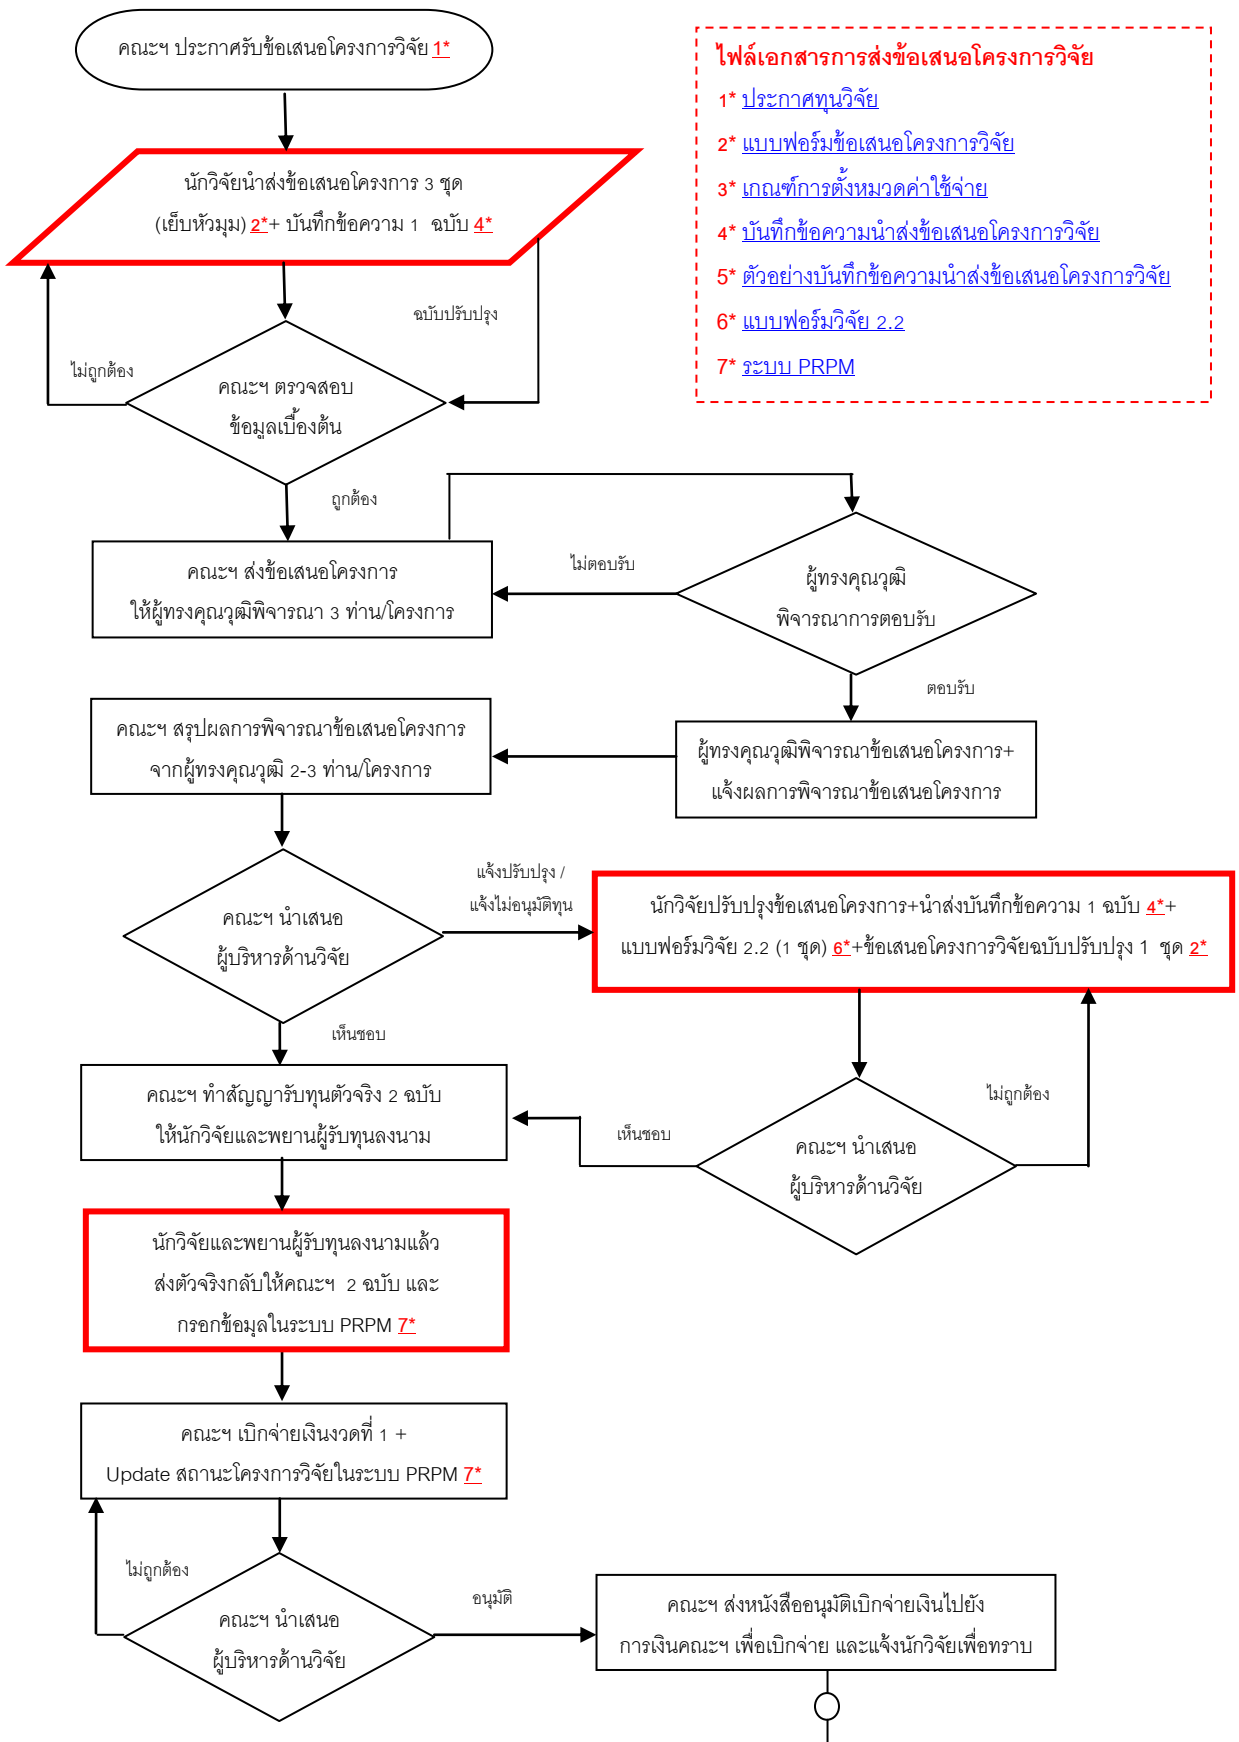 คณะฯ ประกาศรับข้อเสนอโครงการวิจัย 1*
ไฟล์เอกสารการส่งข้อเสนอโครงการวิจัย
1* ประกาศทุนวิจัย
2* แบบฟอร์มข้อเสนอโครงการวิจัย
3* เกณฑ์การตั้งหมวดค่าใช้จ่าย
4* บันทึกข้อความนำส่งข้อเสนอโครงการวิจัย
5* ตัวอย่างบันทึกข้อความนำส่งข้อเสนอโครงการวิจัย
6* แบบฟอร์มวิจัย 2.2
7* ระบบ PRPM
นักวิจัยนำส่งข้อเสนอโครงการ 3 ชุด
(เย็บหัวมุม) 2*+ บันทึกข้อความ 1 ฉบับ 4*
ฉบับปรับปรุง
ไม่ถูกต้อง
คณะฯ ตรวจสอบ
ข้อมูลเบื้องต้น
ถูกต้อง
คณะฯ ส่งข้อเสนอโครงการ
ให้ผู้ทรงคุณวุฒิพิจารณา 3 ท่าน/โครงการ
ไม่ตอบรับ
ผู้ทรงคุณวุฒิ
พิจารณาการตอบรับ
ตอบรับ
คณะฯ สรุปผลการพิจารณาข้อเสนอโครงการ
จากผู้ทรงคุณวุฒิ 2-3 ท่าน/โครงการ
ผู้ทรงคุณวุฒิพิจารณาข้อเสนอโครงการ+
แจ้งผลการพิจารณาข้อเสนอโครงการ
คณะฯ นำเสนอ
ผู้บริหารด้านวิจัย
แจ้งปรับปรุง /
แจ้งไม่อนุมัติทุน
นักวิจัยปรับปรุงข้อเสนอโครงการ+นำส่งบันทึกข้อความ 1 ฉบับ 4*+
แบบฟอร์มวิจัย 2.2 (1 ชุด) 6*+ข้อเสนอโครงการวิจัยฉบับปรับปรุง 1 ชุด 2*
เห็นชอบ
คณะฯ ทำสัญญารับทุนตัวจริง 2 ฉบับ
ให้นักวิจัยและพยานผู้รับทุนลงนาม
เห็นชอบ
ไม่ถูกต้อง
คณะฯ นำเสนอ
ผู้บริหารด้านวิจัย
นักวิจัยและพยานผู้รับทุนลงนามแล้ว
ส่งตัวจริงกลับให้คณะฯ 2 ฉบับ และ
กรอกข้อมุลในระบบ PRPM 7*
คณะฯ เบิกจ่ายเงินงวดที่ 1 +
Update สถานะโครงการวิจัยในระบบ PRPM 7*
ไม่ถูกต้อง
คณะฯ นำเสนอ
ผู้บริหารด้านวิจัย
อนุมัติ
คณะฯ ส่งหนังสืออนุมัติเบิกจ่ายเงินไปยัง
การเงินคณะฯ เพื่อเบิกจ่าย และแจ้งนักวิจัยเพื่อทราบ